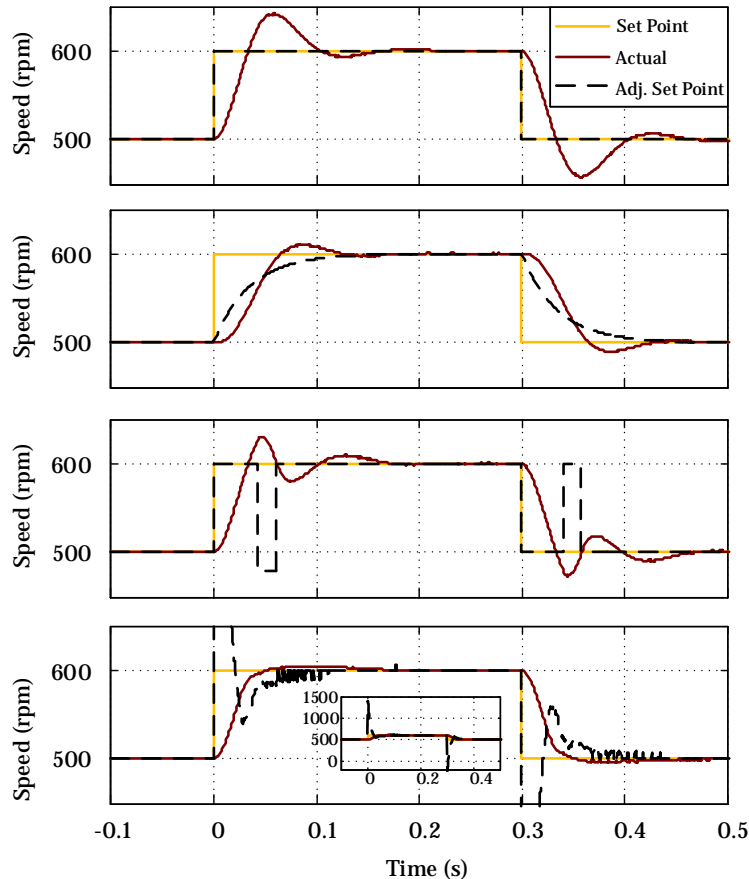 Set Point
Actual
Adj. Set Point
Speed (rpm)
600
500
Speed (rpm)
600
500
Speed (rpm)
600
500
Speed (rpm)
600
500
1500
1000
500
0
0 0.2 0.4
-0.1 0 0.1 0.2 0.3 0.4 0.5
Time (s)